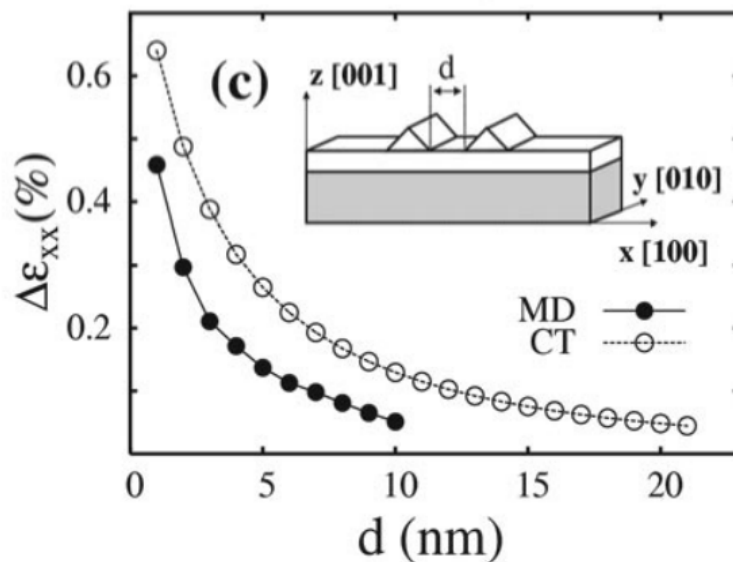 (c)
z [001]
d
y [010]
x [100]
Δε_xx(%)
0.6
0.4
0.2
MD
CT
0 5 10 15 20
d (nm)